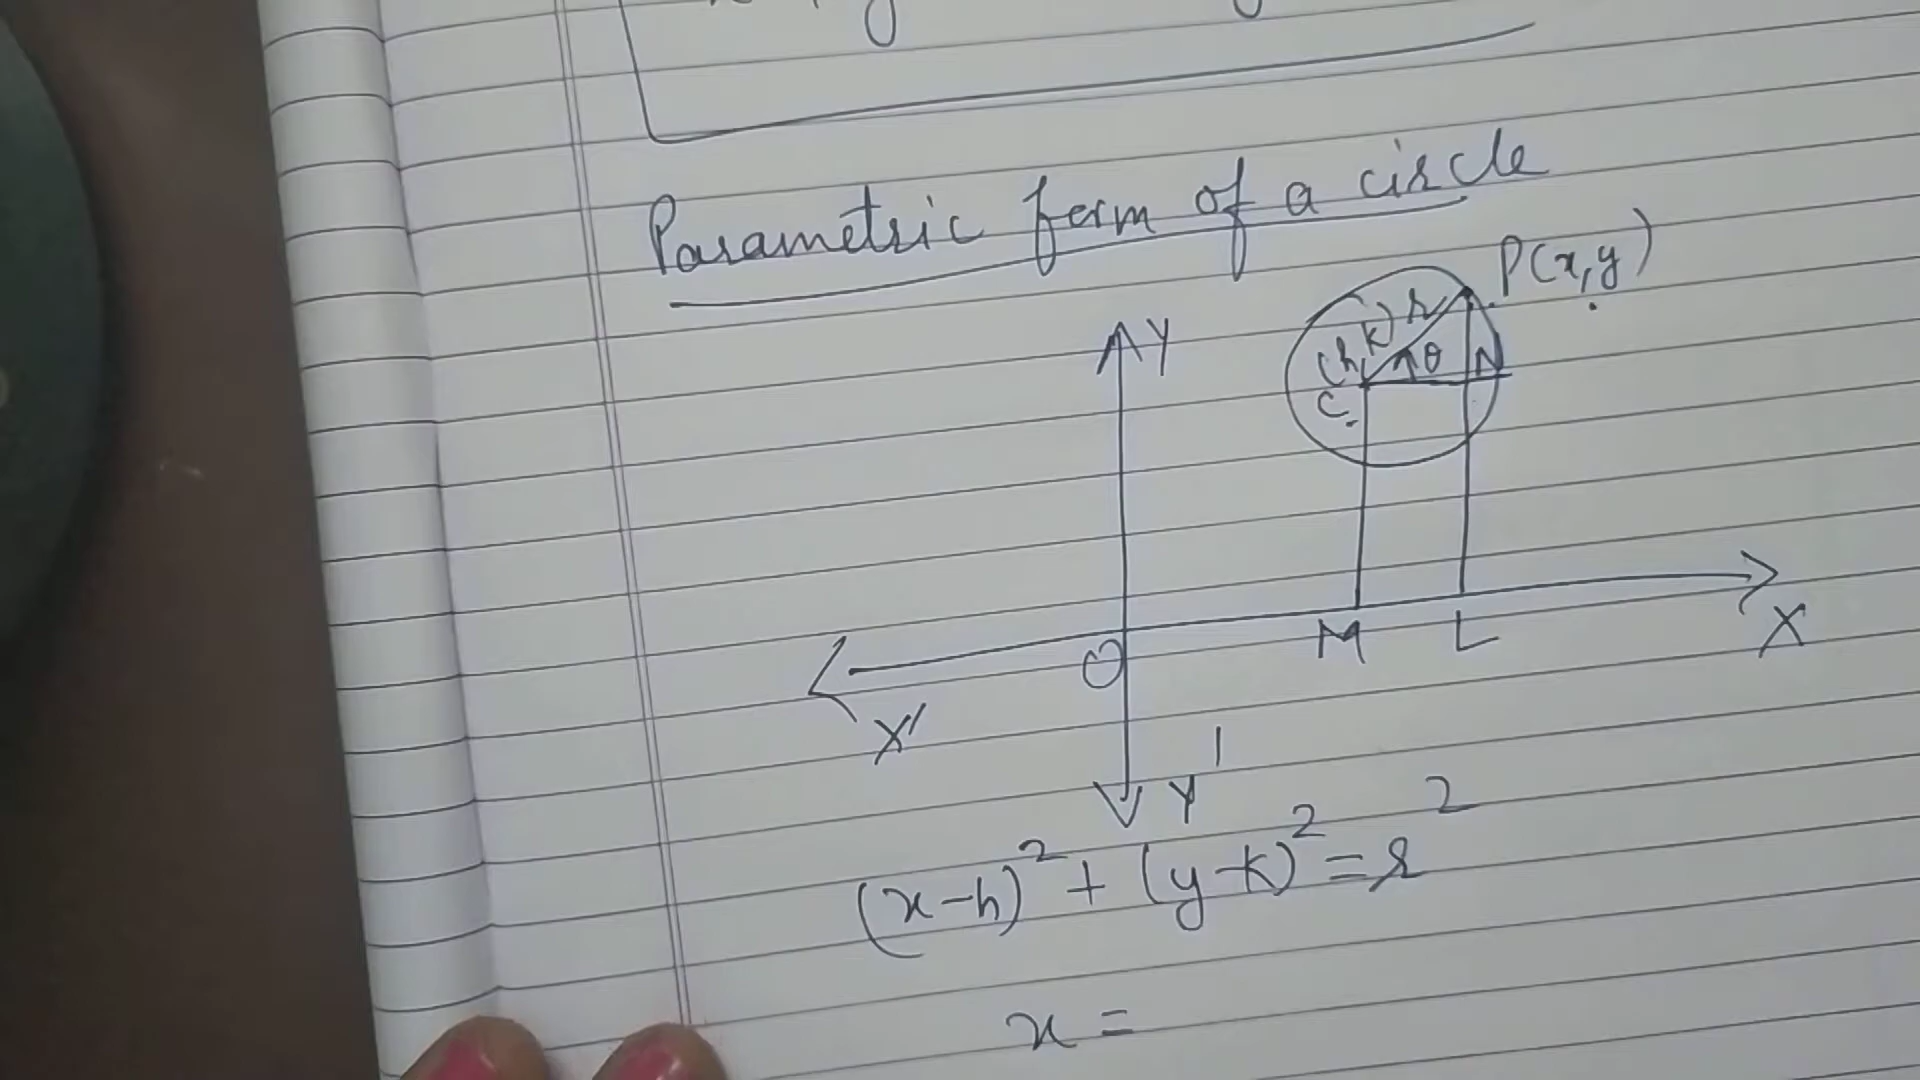 Parametric form of a circle
P(x,y)
Y
(h,k) r
θ N
C
O M L X
X'
Y'
(x-h)² + (y-k)² = r²
x =